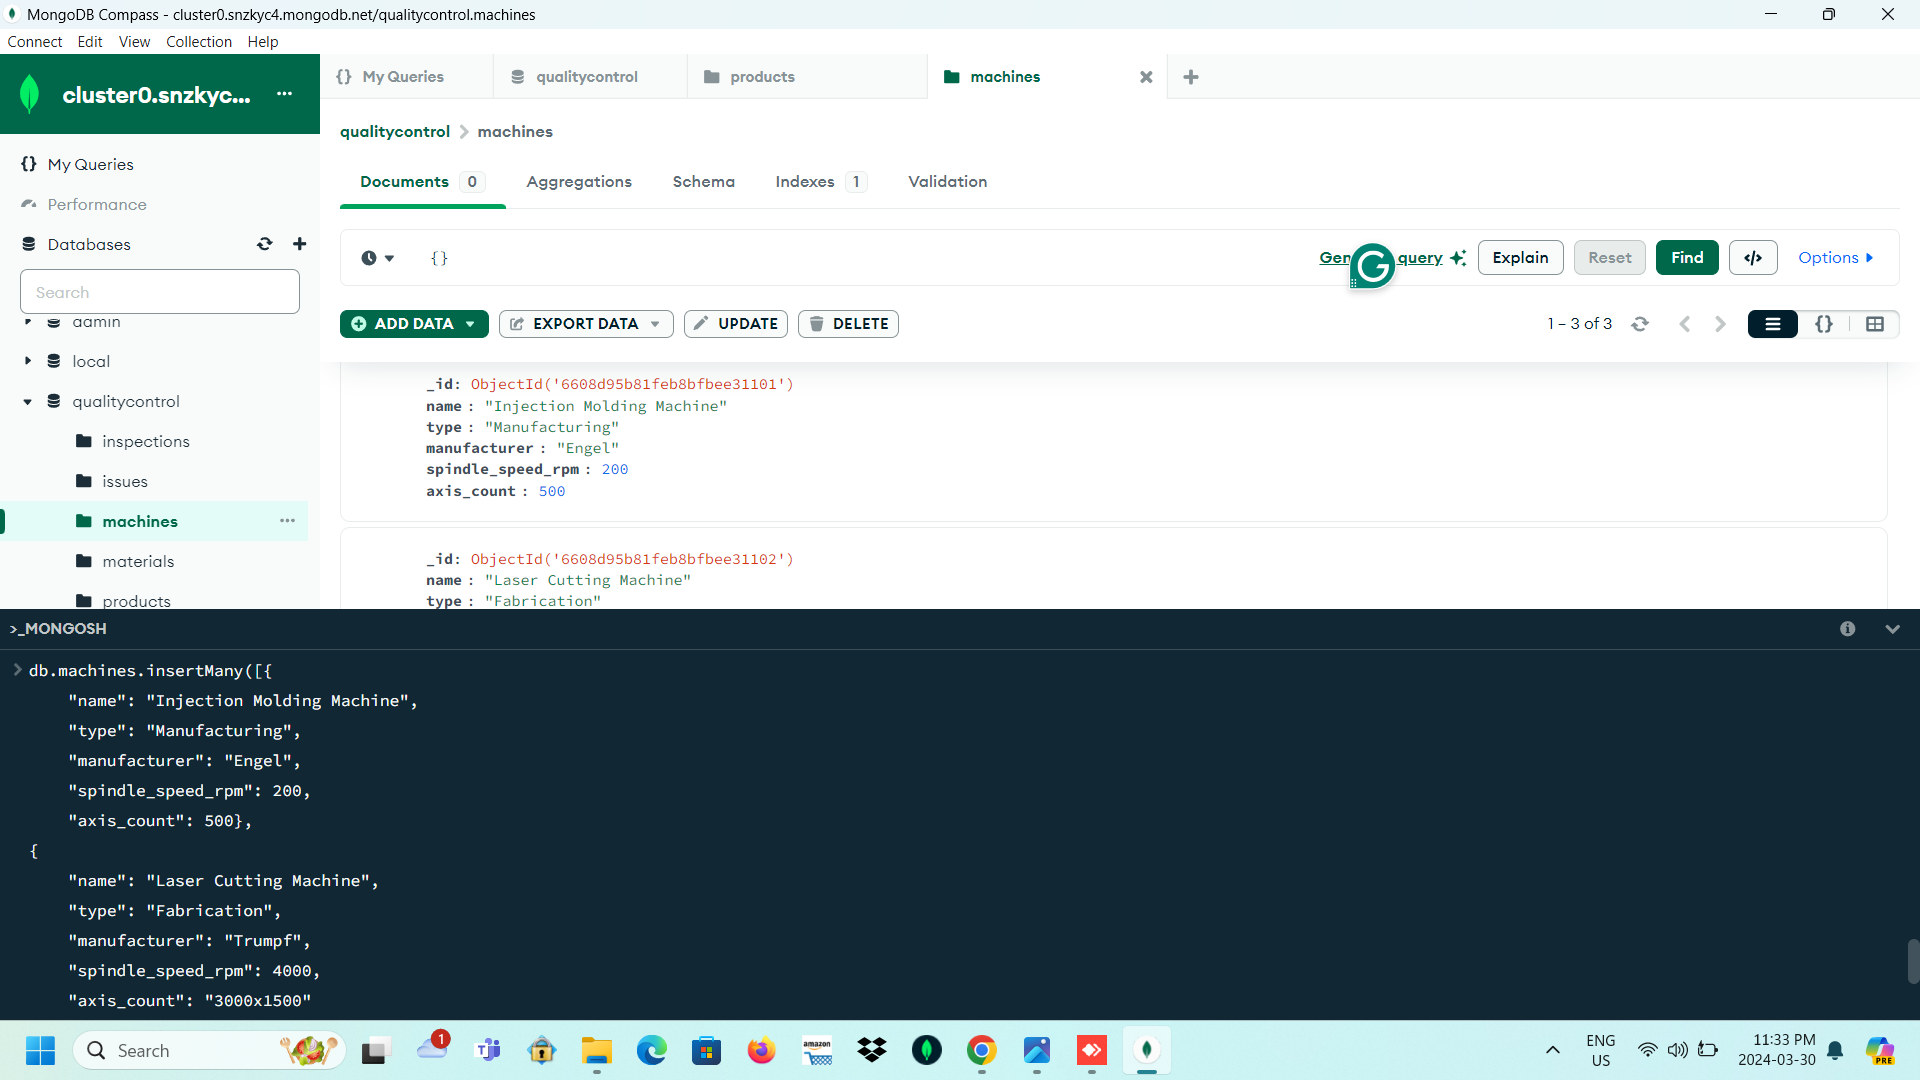 MongoDB Compass - cluster0.snzkyc4.mongodb.net/qualitycontrol.machines
Connect Edit View Collection Help
cluster0.snzkyc...
{} My Queries
qualitycontrol
products
machines
qualitycontrol > machines
My Queries
Performance
Databases
Search
admin
local
qualitycontrol
inspections
issues
machines
materials
products
Documents 0 Aggregations Schema Indexes 1 Validation
{}
Gen query Explain Reset Find </> Options
ADD DATA EXPORT DATA UPDATE DELETE 1 – 3 of 3 {}
_id: ObjectId('6608d95b81feb8bfbee31101')
name : "Injection Molding Machine"
type : "Manufacturing"
manufacturer : "Engel"
spindle_speed_rpm : 200
axis_count : 500
_id: ObjectId('6608d95b81feb8bfbee31102')
name : "Laser Cutting Machine"
type : "Fabrication"
>_MONGOSH
> db.machines.insertMany([{
"name": "Injection Molding Machine",
"type": "Manufacturing",
"manufacturer": "Engel",
"spindle_speed_rpm": 200,
"axis_count": 500},
{
"name": "Laser Cutting Machine",
"type": "Fabrication",
"manufacturer": "Trumpf",
"spindle_speed_rpm": 4000,
"axis_count": "3000x1500"
Search
1
amazon
ENG
US
11:33 PM
2024-03-30
PRE